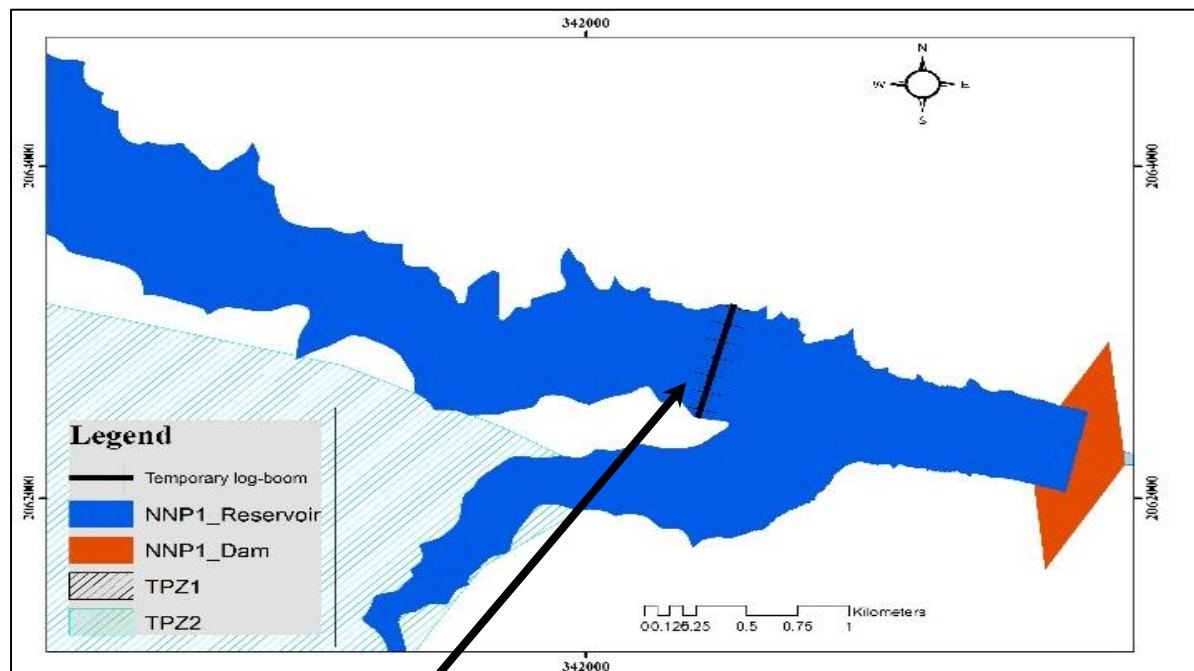 342000
N
W E
S
2064000
2064000
Legend
Temporary log-boom
NNP1_Reservoir
NNP1_Dam
TPZ1
TPZ2
2062000
2062000
Kilometers
00.1250.25 0.5 0.75 1
342000